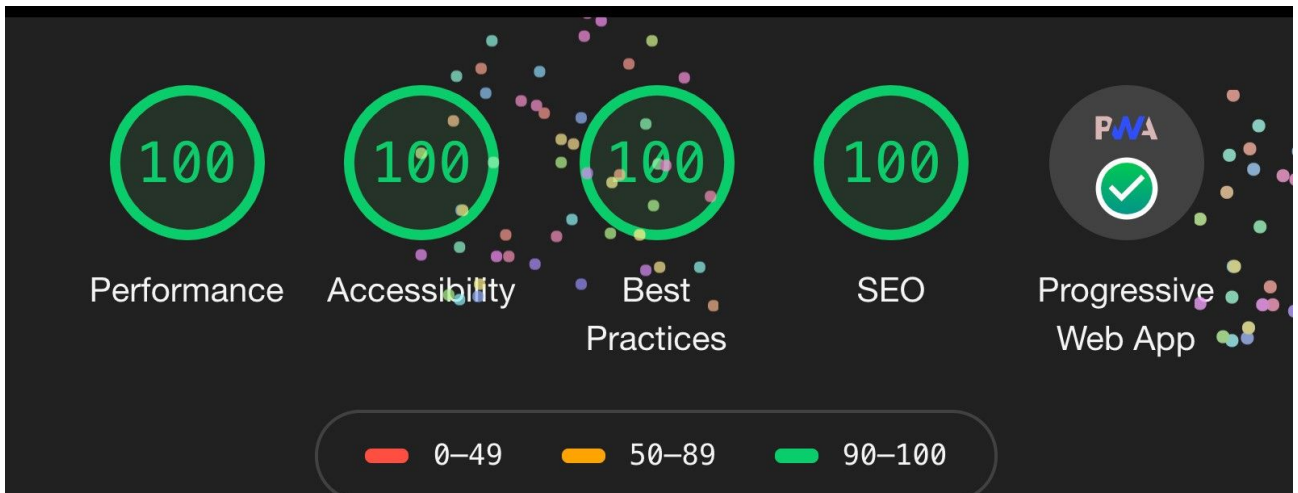 100
100
100
100
PWA
Performance
Accessibility
Best
Practices
SEO
Progressive
Web App
0–49
50–89
90–100